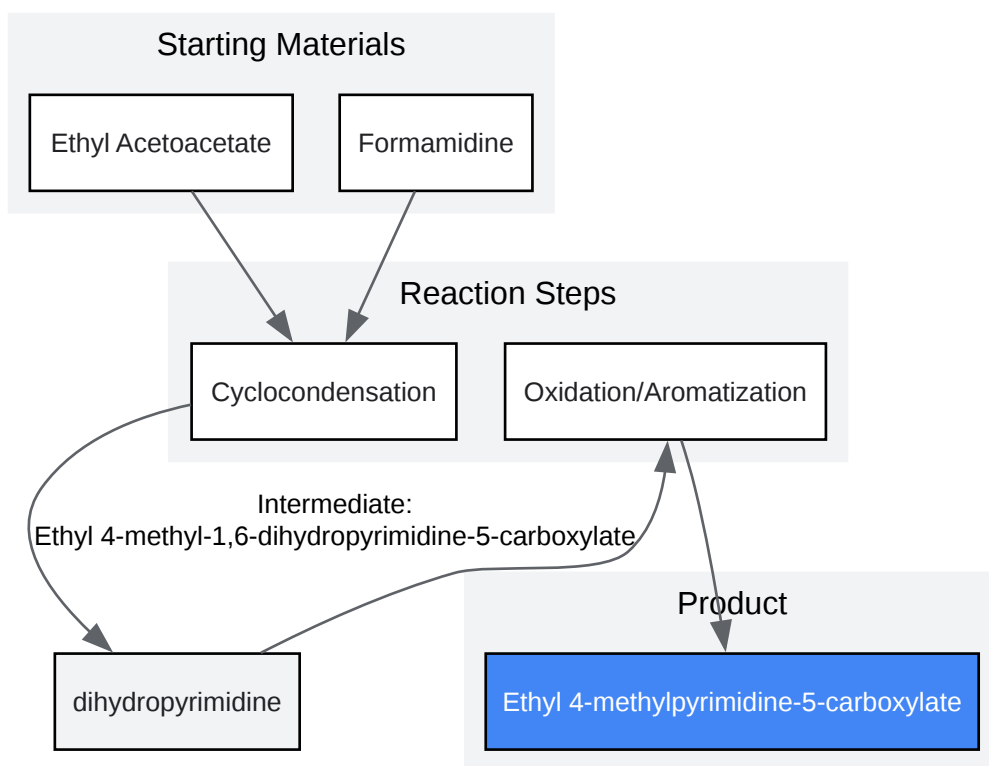 Starting Materials
Ethyl Acetoacetate
Formamidine
Reaction Steps
Cyclocondensation
Oxidation/Aromatization
Intermediate:
Ethyl 4-methyl-1,6-dihydropyrimidine-5-carboxylate
Product
dihydropyrimidine
Ethyl 4-methylpyrimidine-5-carboxylate